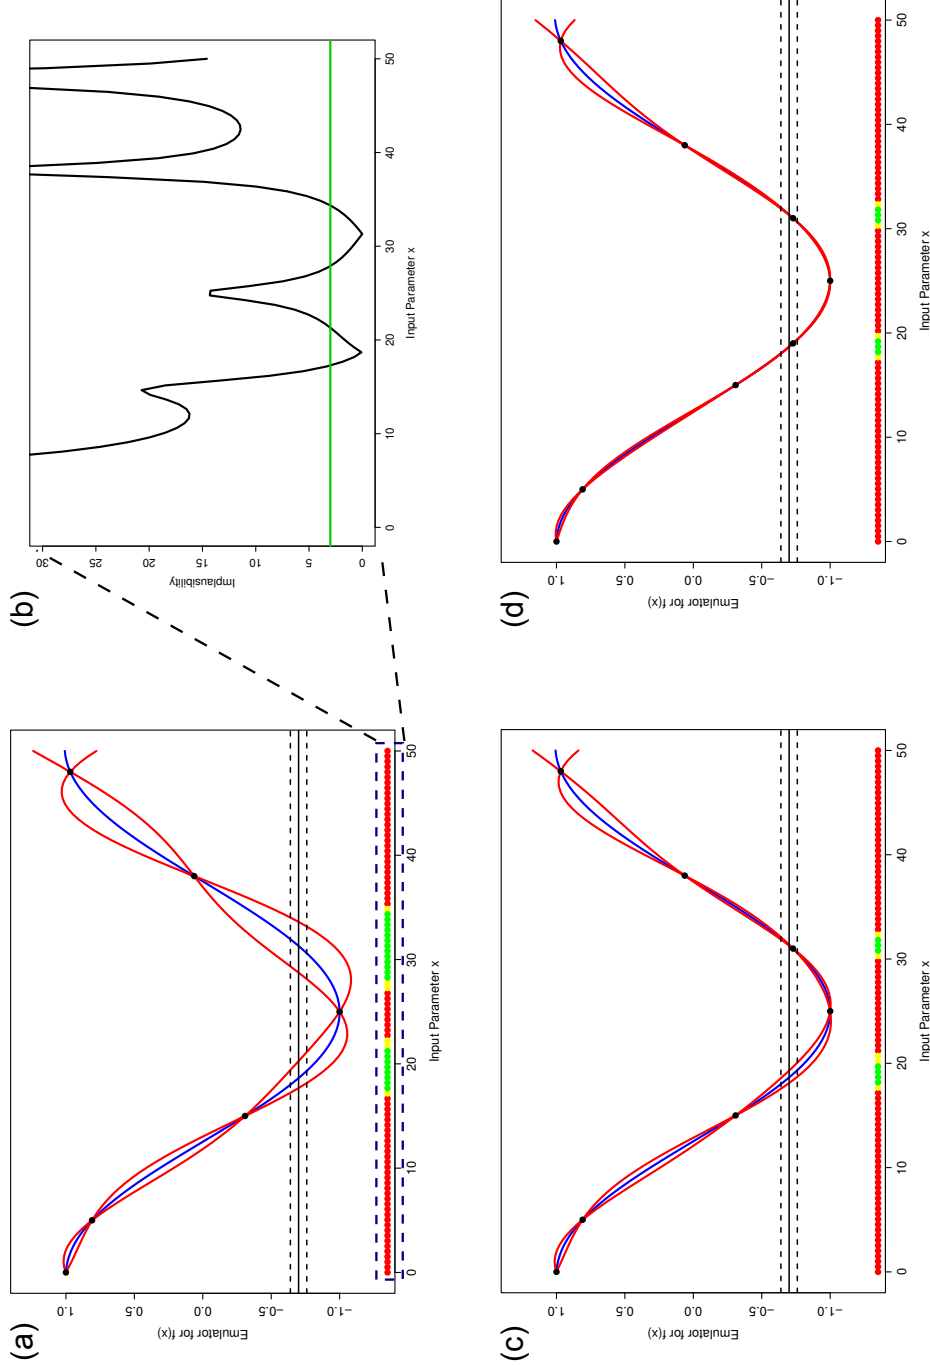 (a)
1.0
0.5
0.0
−0.5
−1.0
Emulator for f(x)
0 10 20 30 40 50
Input Parameter x
(b)
30
25
20
15
10
5
0
Implausibility
0 10 20 30 40 50
Input Parameter x
(c)
1.0
0.5
0.0
−0.5
−1.0
Emulator for f(x)
0 10 20 30 40 50
Input Parameter x
(d)
1.0
0.5
0.0
−0.5
−1.0
Emulator for f(x)
0 10 20 30 40 50
Input Parameter x